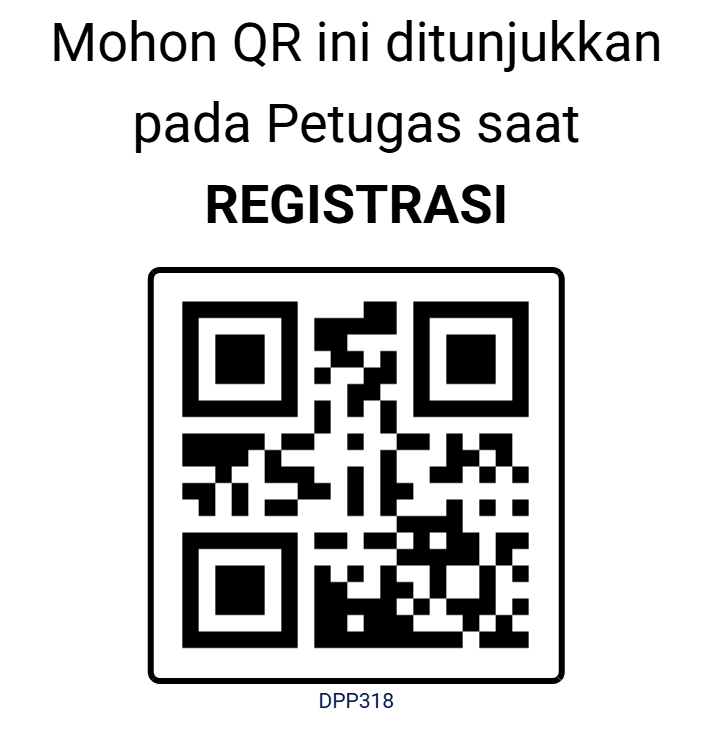 Mohon QR ini ditunjukkan
pada Petugas saat
REGISTRASI
DPP318